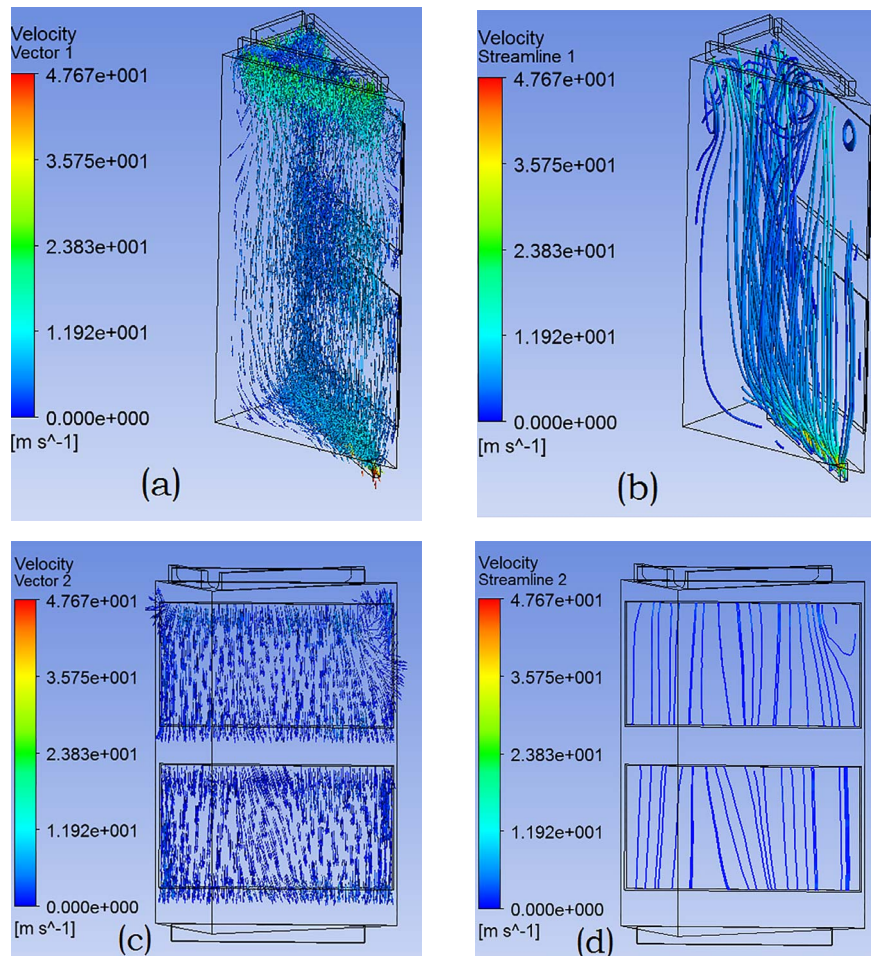 Velocity
Vector 1
4.767e+001
3.575e+001
2.383e+001
1.192e+001
0.000e+000
[m s^-1]
(a)
Velocity
Streamline 1
4.767e+001
3.575e+001
2.383e+001
1.192e+001
0.000e+000
[m s^-1]
(b)
Velocity
Vector 2
4.767e+001
3.575e+001
2.383e+001
1.192e+001
0.000e+000
[m s^-1]
(c)
Velocity
Streamline 2
4.767e+001
3.575e+001
2.383e+001
1.192e+001
0.000e+000
[m s^-1]
(d)